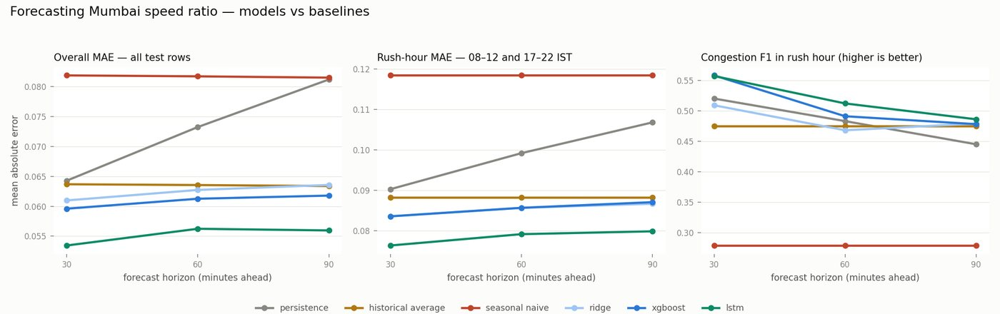 Forecasting Mumbai speed ratio — models vs baselines
Overall MAE — all test rows
mean absolute error
0.080
0.075
0.070
0.065
0.060
0.055
30 60 90
forecast horizon (minutes ahead)
Rush-hour MAE — 08–12 and 17–22 IST
0.12
0.11
0.10
0.09
0.08
30 60 90
forecast horizon (minutes ahead)
Congestion F1 in rush hour (higher is better)
0.55
0.50
0.45
0.40
0.35
0.30
30 60 90
forecast horizon (minutes ahead)
persistence historical average seasonal naive ridge xgboost lstm